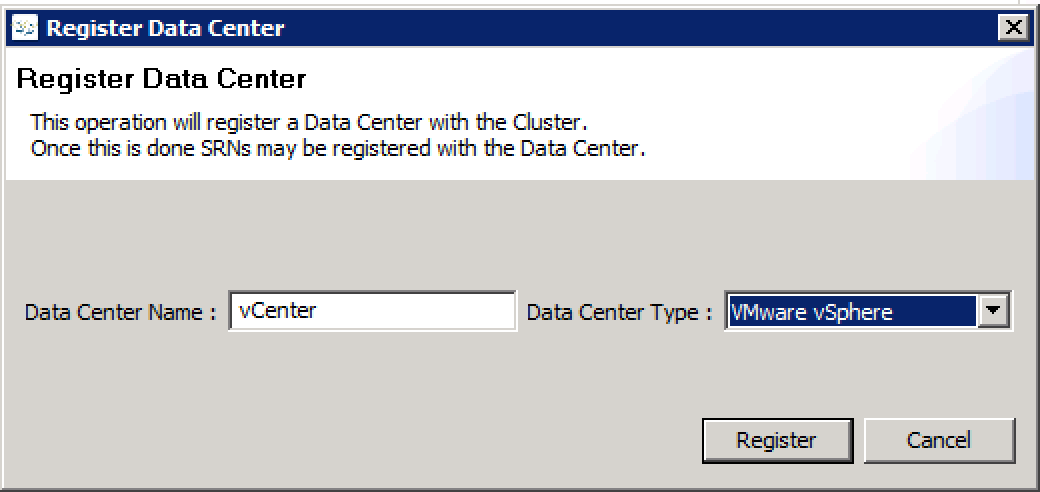 Register Data Center
Register Data Center
This operation will register a Data Center with the Cluster.
Once this is done SRNs may be registered with the Data Center.
Data Center Name : vCenter Data Center Type : VMware vSphere
Register Cancel